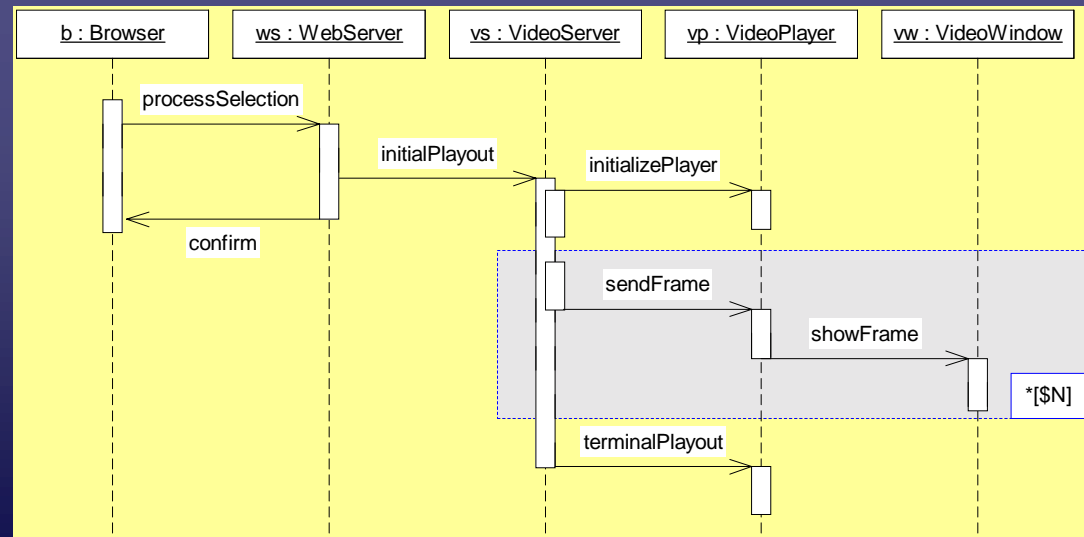 b : Browser
ws : WebServer
vs : VideoServer
vp : VideoPlayer
vw : VideoWindow
processSelection
initialPlayout
initializePlayer
confirm
sendFrame
showFrame
*[$N]
terminalPlayout